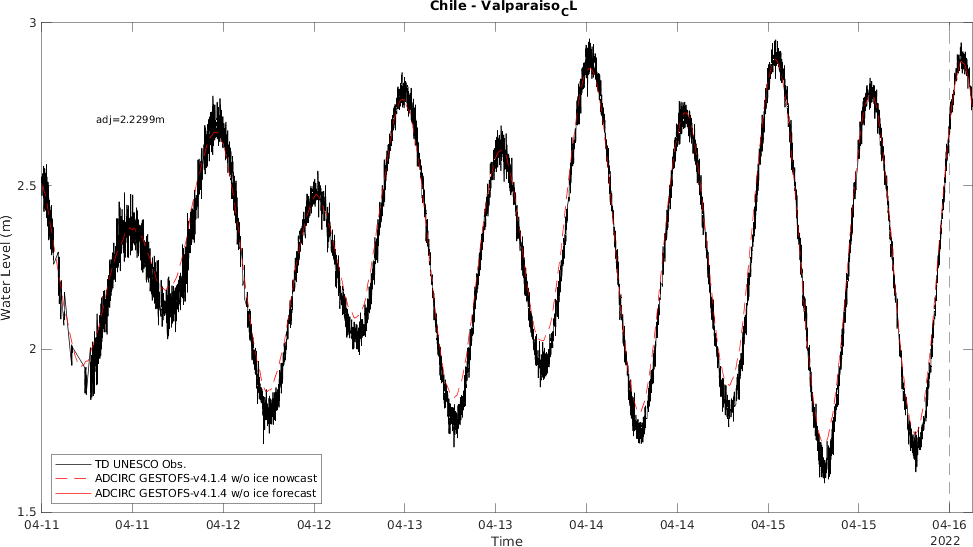 Chile - ValparaisoCL
3
adj=2.2299m
2.5
Water Level (m)
2
TD UNESCO Obs.
ADCIRC GESTOFS-v4.1.4 w/o ice nowcast
ADCIRC GESTOFS-v4.1.4 w/o ice forecast
1.5
04-11 04-11 04-12 04-12 04-13 04-13 04-14 04-14 04-15 04-15 04-16
Time
2022